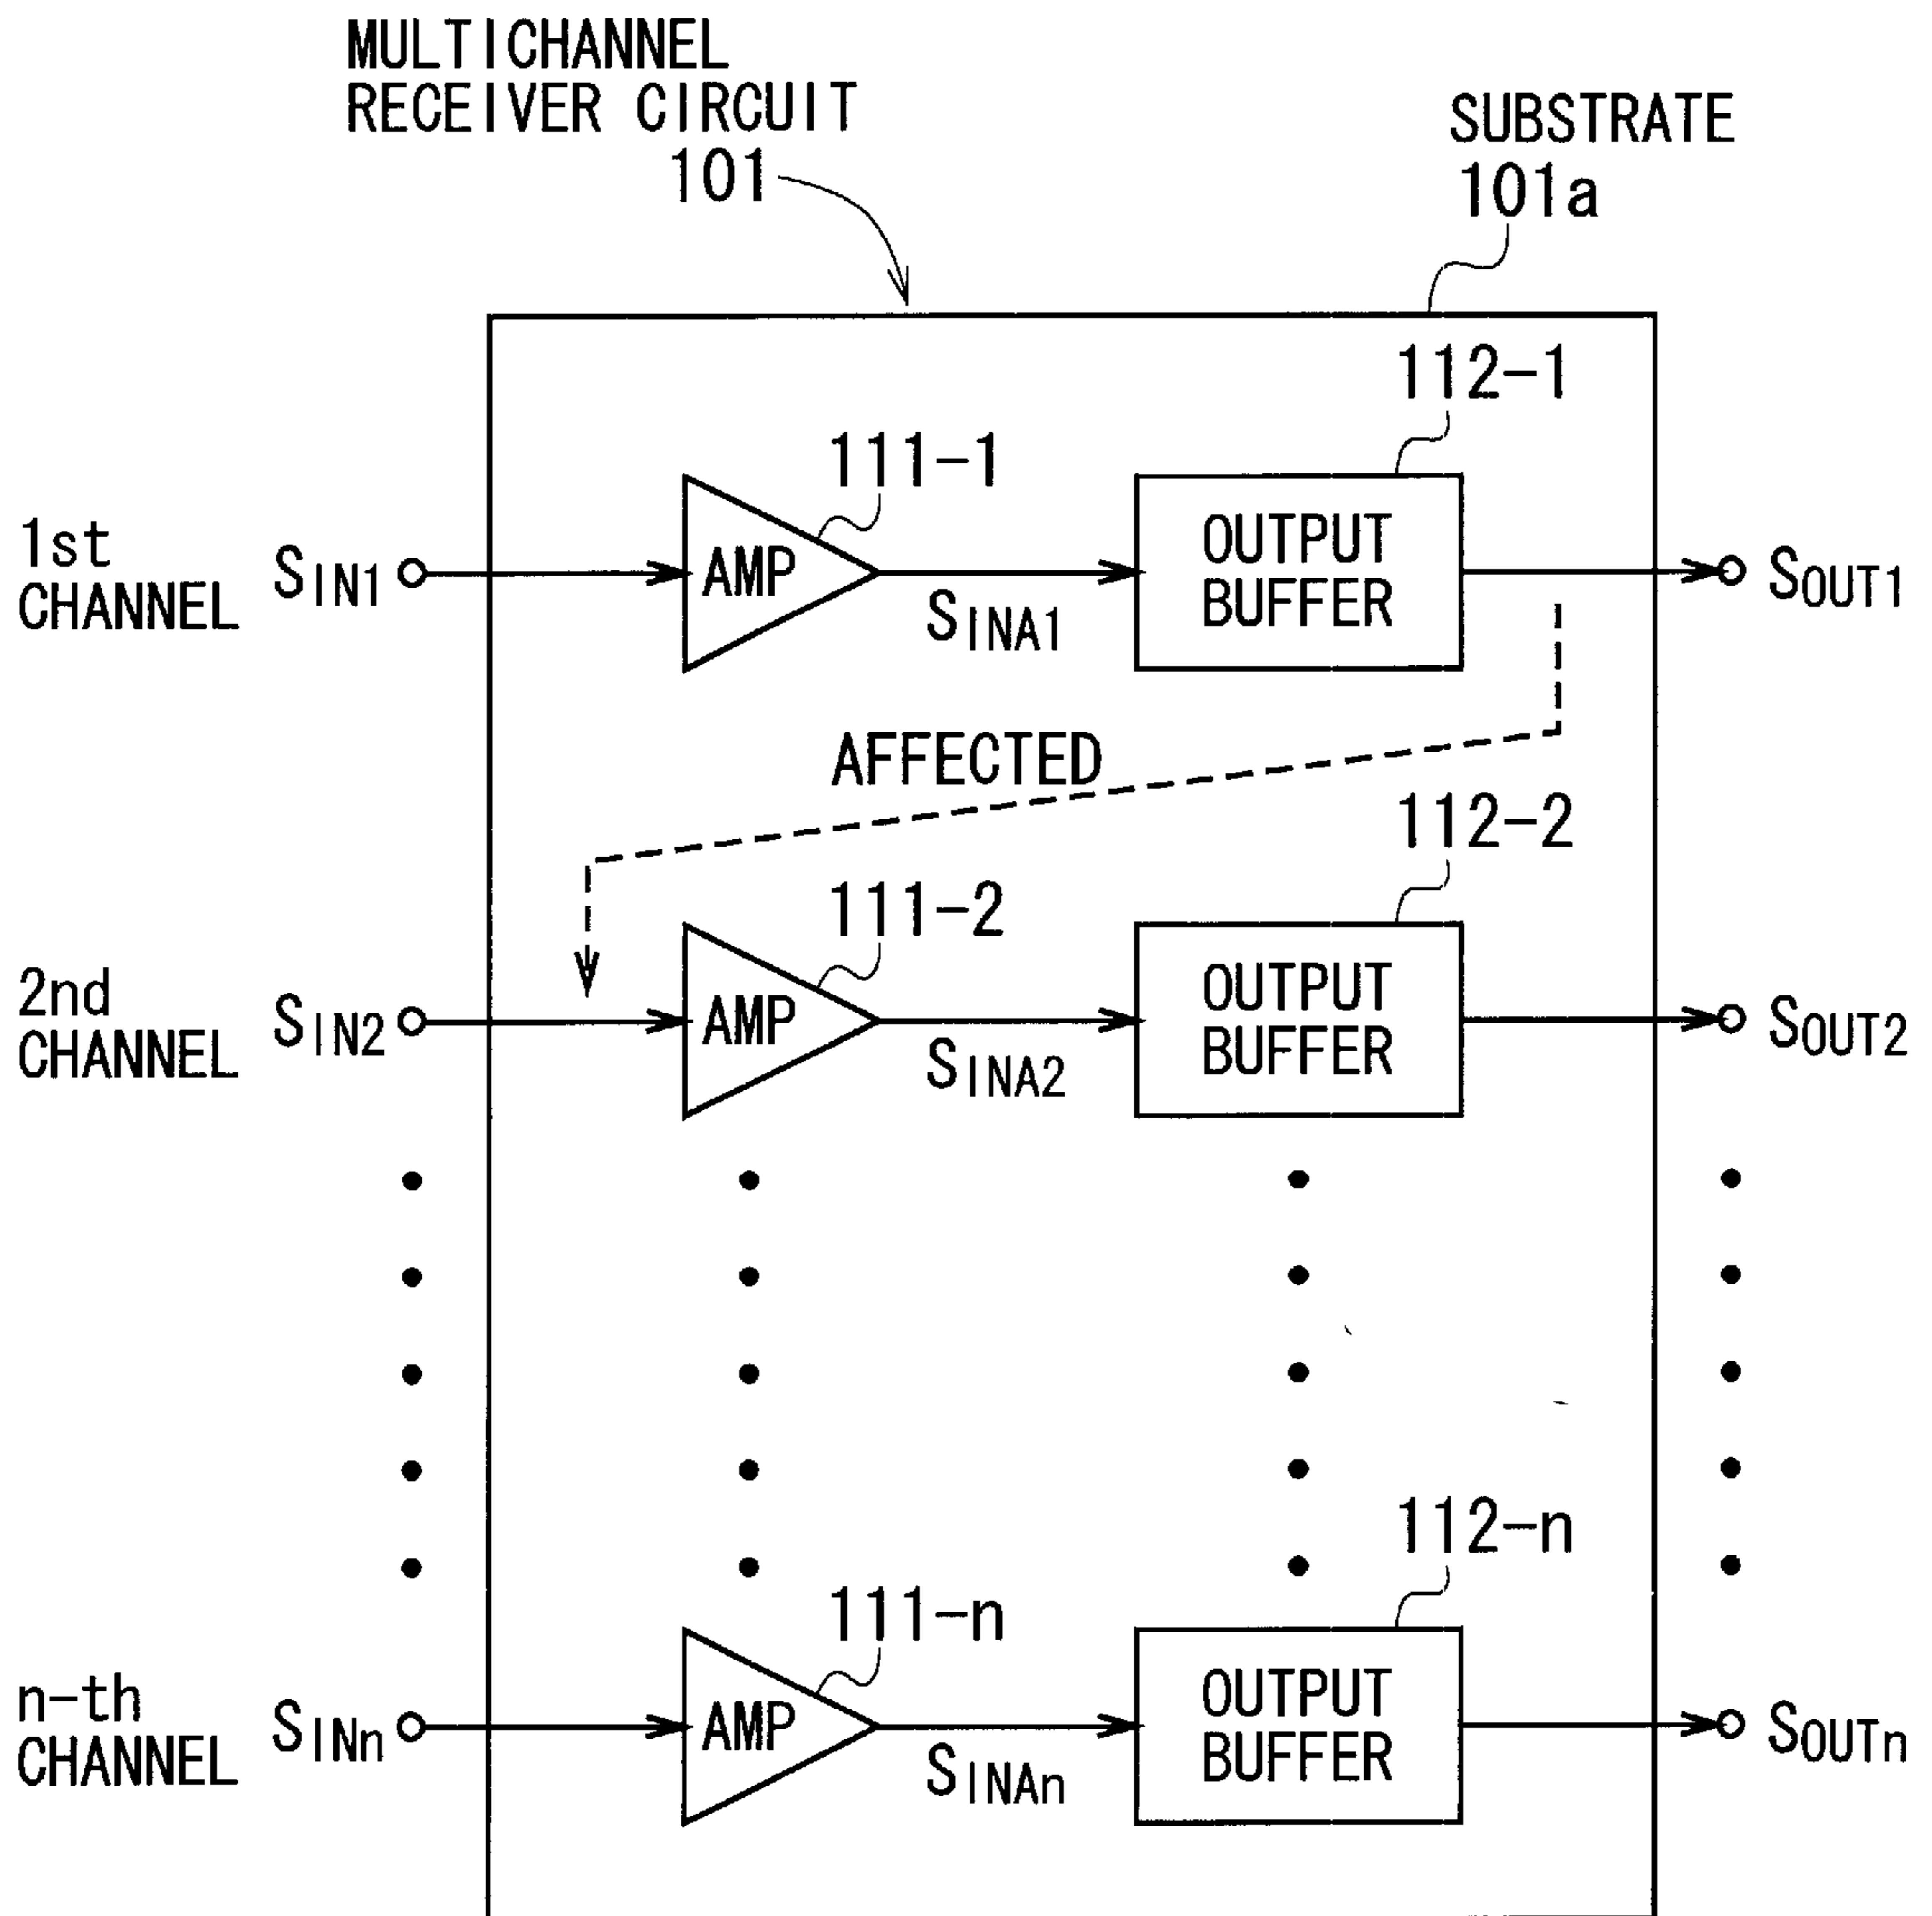 MULTICHANNEL
RECEIVER CIRCUIT
101
SUBSTRATE
101a
112-1
111-1
1st
CHANNEL
SIN1
AMP
SINA1
OUTPUT
BUFFER
SOUT1
AFFECTED
112-2
111-2
2nd
CHANNEL
SIN2
AMP
SINA2
OUTPUT
BUFFER
SOUT2
112-n
111-n
n-th
CHANNEL
SINn
AMP
SINAn
OUTPUT
BUFFER
SOUTn